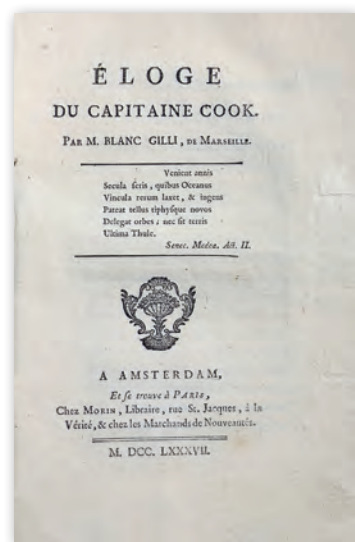 ÉLOGE
DU CAPITAINE COOK.
PAR M. BLANC GILLI, DE MARSEILLE.
Venient annis
Secula seris, quibus Oceanus
Vincula rerum laxet, & ingens
Pateat tellus tiphysque novos
Delegat orbes; nec sit terris
Ultima Thule.
Senec. Medea. Act. II.
A AMSTERDAM,
Et se trouve à PARIS,
Chez MORIN, Libraire, rue St. Jacques, à la
Vérité, & chez les Marchands de Nouveautés.
M. DCC. LXXXVII.